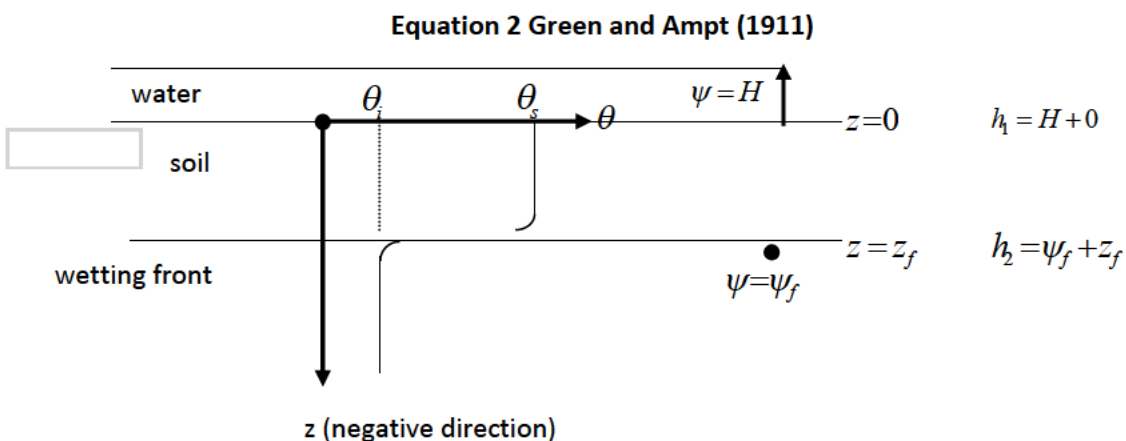 Equation 2 Green and Ampt (1911)
water
θi
θs
θ
ψ=H
z=0
h1 = H+0
soil
wetting front
z=zf
h2=ψf+zf
ψ=ψf
z (negative direction)